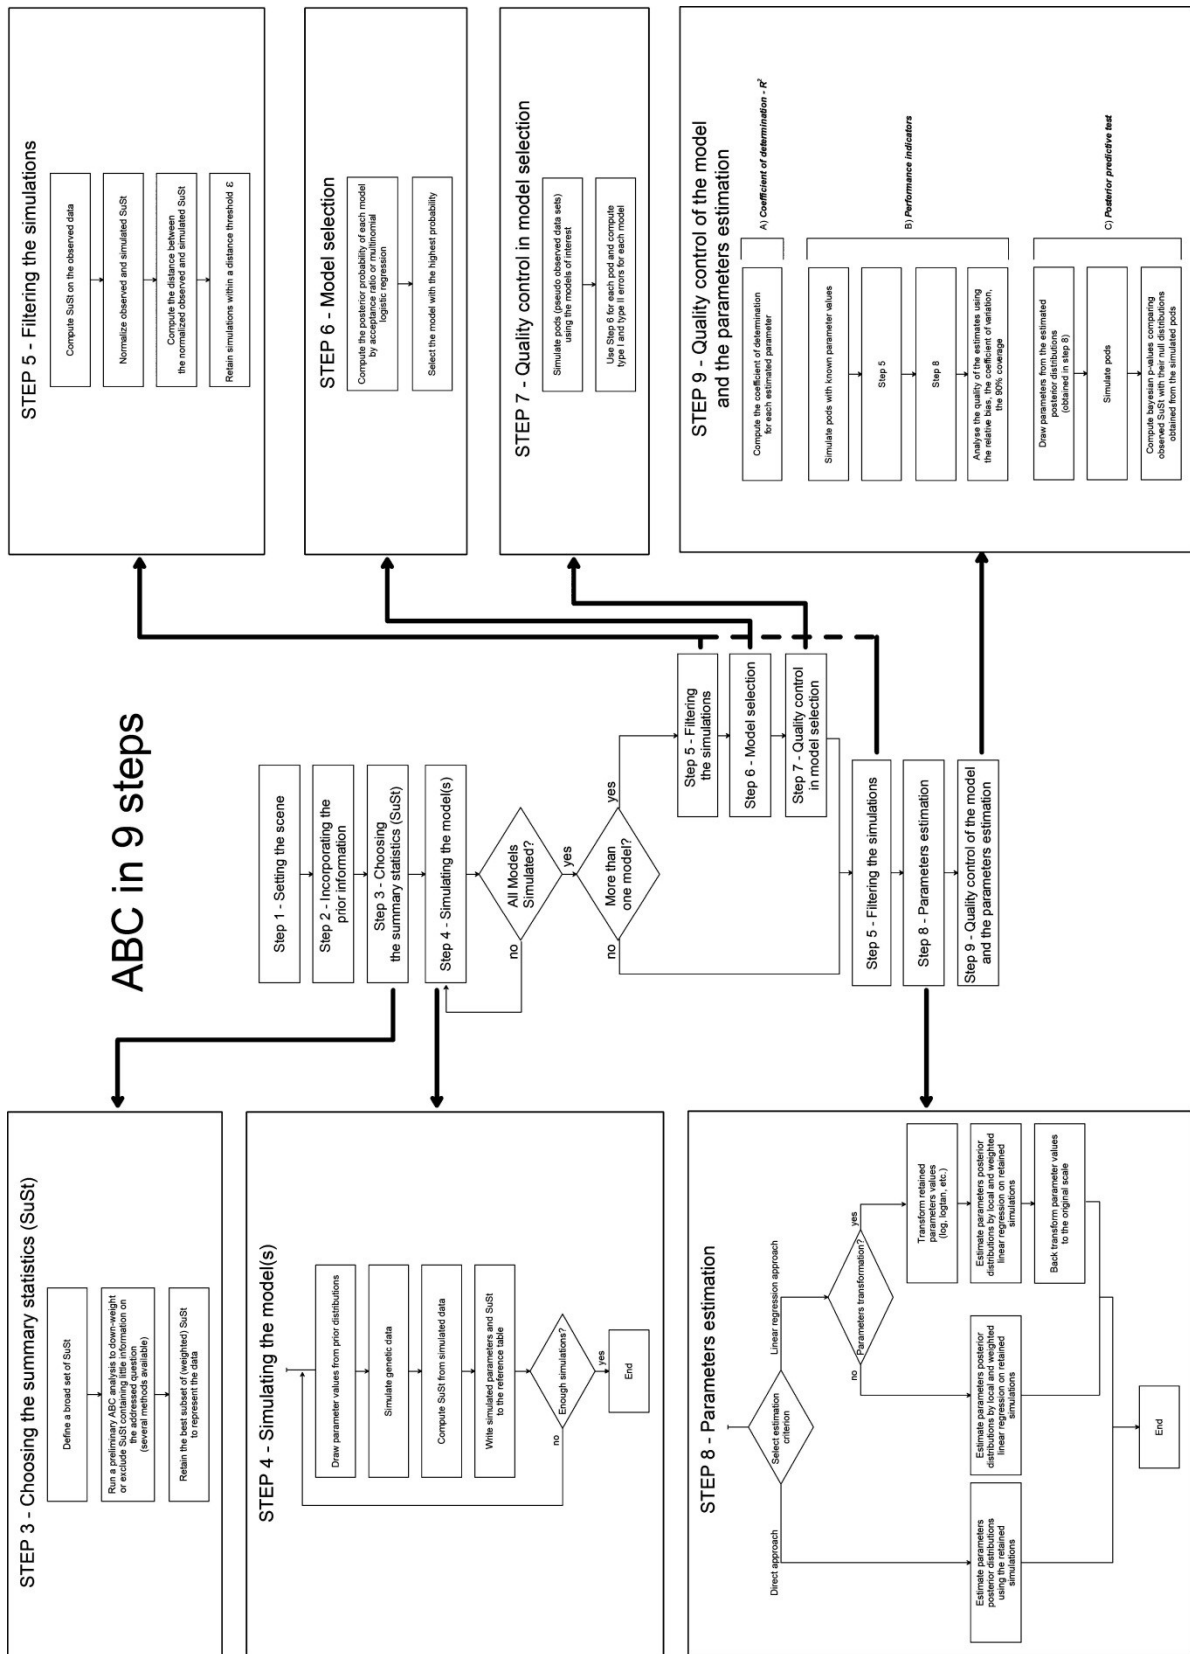 ABC in 9 steps
Step 1 - Setting the scene
Step 2 - Incorporating the
prior information
Step 3 - Choosing
the summary statistics (SuSt)
Step 4 - Simulating the model(s)
All Models
Simulated?
no
yes
More than
one model?
no
yes
Step 5 - Filtering
the simulations
Step 6 - Model selection
Step 7 - Quality control
in model selection
Step 5 - Filtering the simulations
Step 8 - Parameters estimation
Step 9 - Quality control of the model
and the parameters estimation
STEP 3 - Choosing the summary statistics (SuSt)
Define a broad set of SuSt
Run a preliminary ABC analysis to down-weight
or exclude SuSt containing little information on
the addressed question
(several methods available)
Retain the best subset of (weighted) SuSt
to represent the data
STEP 4 - Simulating the model(s)
Draw parameter values from prior distributions
Simulate genetic data
Compute SuSt from simulated data
Write simulated parameters and SuSt
to the reference table
Enough simulations?
no
yes
End
STEP 8 - Parameters estimation
Select estimation
criterion
Direct approach
Linear regression approach
Parameters transformation?
no
yes
Estimate parameters
posterior distributions
using the retained
simulations
Estimate parameters posterior
distributions by local and weighted
linear regression on retained
simulations
Transform retained
parameters values
(log, logtan, etc.)
Estimate parameters posterior
distributions by local and weighted
linear regression on retained
simulations
Back transform parameter values
to the original scale
End
STEP 5 - Filtering the simulations
Compute SuSt on the observed data
Normalize observed and simulated SuSt
Compute the distance between
the normalized observed and simulated SuSt
Retain simulations within a distance threshold ε
STEP 6 - Model selection
Compute the posterior probability of each model
by acceptance ratio or multinomial
logistic regression
Select the model with the highest probability
STEP 7 - Quality control in model selection
Simulate pods (pseudo observed data sets)
using the models of interest
Use Step 6 for each pod and compute
type I and type II errors for each model
STEP 9 - Quality control of the model
and the parameters estimation
Compute the coefficient of determination
for each estimated parameter
A) Coefficient of determination - R²
Simulate pods with known parameter values
Step 5
Step 8
Analyse the quality of the estimates using
the relative bias, the coefficient of variation,
the 90% coverage
B) Performance indicators
Draw parameters from the estimated
posterior distributions
(obtained in step 8)
Simulate pods
Compute bayesian p-values comparing
observed SuSt with their null distributions
obtained from the simulated pods
C) Posterior predictive test